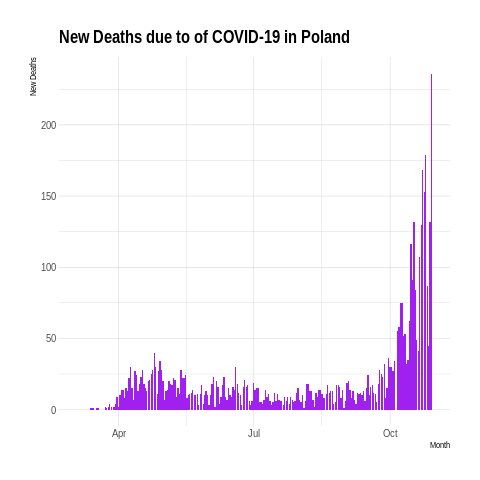 New Deaths due to of COVID-19 in Poland
New Deaths
200
150
100
50
0
Apr
Jul
Oct
Month